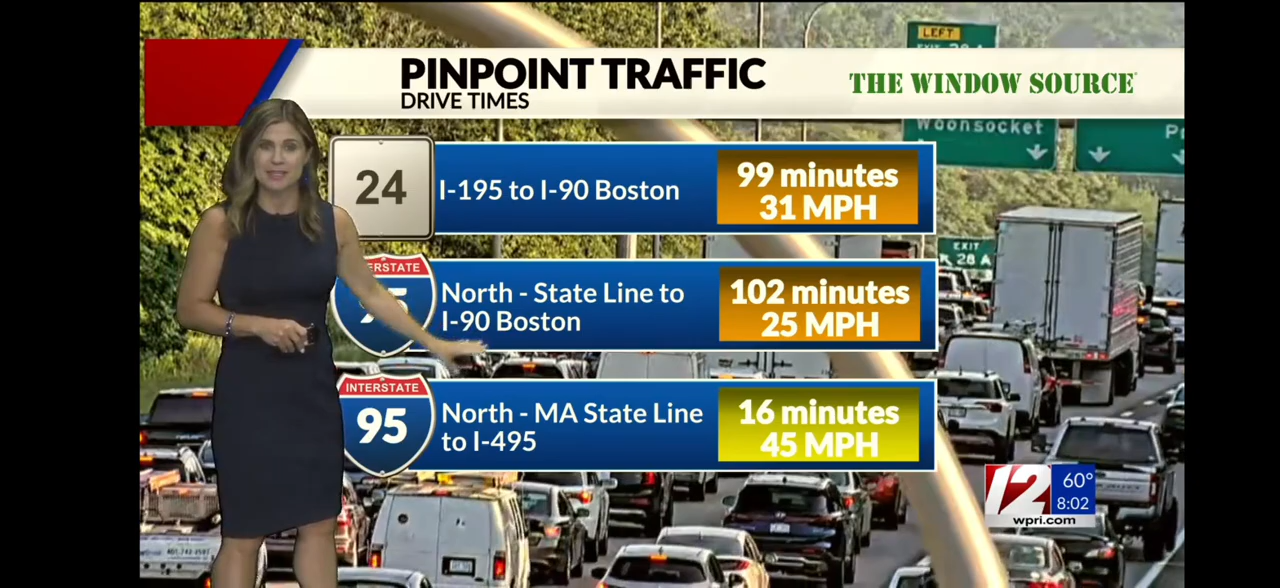 LEFT
PINPOINT TRAFFIC
DRIVE TIMES
THE WINDOW SOURCE
Woonsocket
24
I-195 to I-90 Boston
99 minutes
31 MPH
EXIT
28 A
North - State Line to
I-90 Boston
102 minutes
25 MPH
INTERSTATE
95
North - MA State Line
to I-495
16 minutes
45 MPH
12
60°
8:02
wpri.com